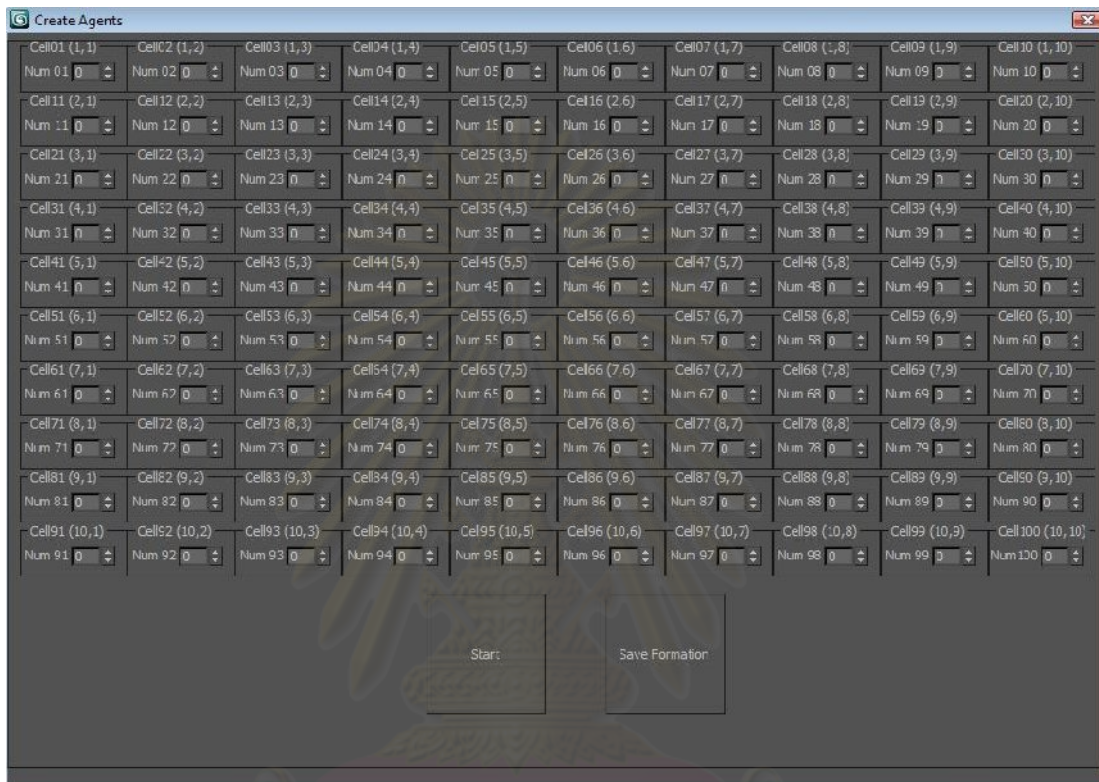 Create Agents
Cell01 (1,1) Cell02 (1,2) Cell03 (1,3) Cell04 (1,4) Cell05 (1,5) Cell06 (1,6) Cell07 (1,7) Cell08 (1,8) Cell09 (1,9) Cell10 (1,10)
Num 01 0 Num 02 0 Num 03 0 Num 04 0 Num 05 0 Num 06 0 Num 07 0 Num 08 0 Num 09 0 Num 10 0
Cell11 (2,1) Cell12 (2,2) Cell13 (2,3) Cell14 (2,4) Cell15 (2,5) Cell16 (2,6) Cell17 (2,7) Cell18 (2,8) Cell19 (2,9) Cell20 (2,10)
Num 11 0 Num 12 0 Num 13 0 Num 14 0 Num 15 0 Num 16 0 Num 17 0 Num 18 0 Num 19 0 Num 20 0
Cell21 (3,1) Cell22 (3,2) Cell23 (3,3) Cell24 (3,4) Cell25 (3,5) Cell26 (3,6) Cell27 (3,7) Cell28 (3,8) Cell29 (3,9) Cell30 (3,10)
Num 21 0 Num 22 0 Num 23 0 Num 24 0 Num 25 0 Num 26 0 Num 27 0 Num 28 0 Num 29 0 Num 30 0
Cell31 (4,1) Cell32 (4,2) Cell33 (4,3) Cell34 (4,4) Cell35 (4,5) Cell36 (4,6) Cell37 (4,7) Cell38 (4,8) Cell39 (4,9) Cell40 (4,10)
Num 31 0 Num 32 0 Num 33 0 Num 34 0 Num 35 0 Num 36 0 Num 37 0 Num 38 0 Num 39 0 Num 40 0
Cell41 (5,1) Cell42 (5,2) Cell43 (5,3) Cell44 (5,4) Cell45 (5,5) Cell46 (5,6) Cell47 (5,7) Cell48 (5,8) Cell49 (5,9) Cell50 (5,10)
Num 41 0 Num 42 0 Num 43 0 Num 44 0 Num 45 0 Num 46 0 Num 47 0 Num 48 0 Num 49 0 Num 50 0
Cell51 (6,1) Cell52 (6,2) Cell53 (6,3) Cell54 (6,4) Cell55 (6,5) Cell56 (6,6) Cell57 (6,7) Cell58 (6,8) Cell59 (6,9) Cell60 (6,10)
Num 51 0 Num 52 0 Num 53 0 Num 54 0 Num 55 0 Num 56 0 Num 57 0 Num 58 0 Num 59 0 Num 60 0
Cell61 (7,1) Cell62 (7,2) Cell63 (7,3) Cell64 (7,4) Cell65 (7,5) Cell66 (7,6) Cell67 (7,7) Cell68 (7,8) Cell69 (7,9) Cell70 (7,10)
Num 61 0 Num 62 0 Num 63 0 Num 64 0 Num 65 0 Num 66 0 Num 67 0 Num 68 0 Num 69 0 Num 70 0
Cell71 (8,1) Cell72 (8,2) Cell73 (8,3) Cell74 (8,4) Cell75 (8,5) Cell76 (8,6) Cell77 (8,7) Cell78 (8,8) Cell79 (8,9) Cell80 (8,10)
Num 71 0 Num 72 0 Num 73 0 Num 74 0 Num 75 0 Num 76 0 Num 77 0 Num 78 0 Num 79 0 Num 80 0
Cell81 (9,1) Cell82 (9,2) Cell83 (9,3) Cell84 (9,4) Cell85 (9,5) Cell86 (9,6) Cell87 (9,7) Cell88 (9,8) Cell89 (9,9) Cell90 (9,10)
Num 81 0 Num 82 0 Num 83 0 Num 84 0 Num 85 0 Num 86 0 Num 87 0 Num 88 0 Num 89 0 Num 90 0
Cell91 (10,1) Cell92 (10,2) Cell93 (10,3) Cell94 (10,4) Cell95 (10,5) Cell96 (10,6) Cell97 (10,7) Cell98 (10,8) Cell99 (10,9) Cell100 (10,10)
Num 91 0 Num 92 0 Num 93 0 Num 94 0 Num 95 0 Num 96 0 Num 97 0 Num 98 0 Num 99 0 Num100 0
Start Save Formation